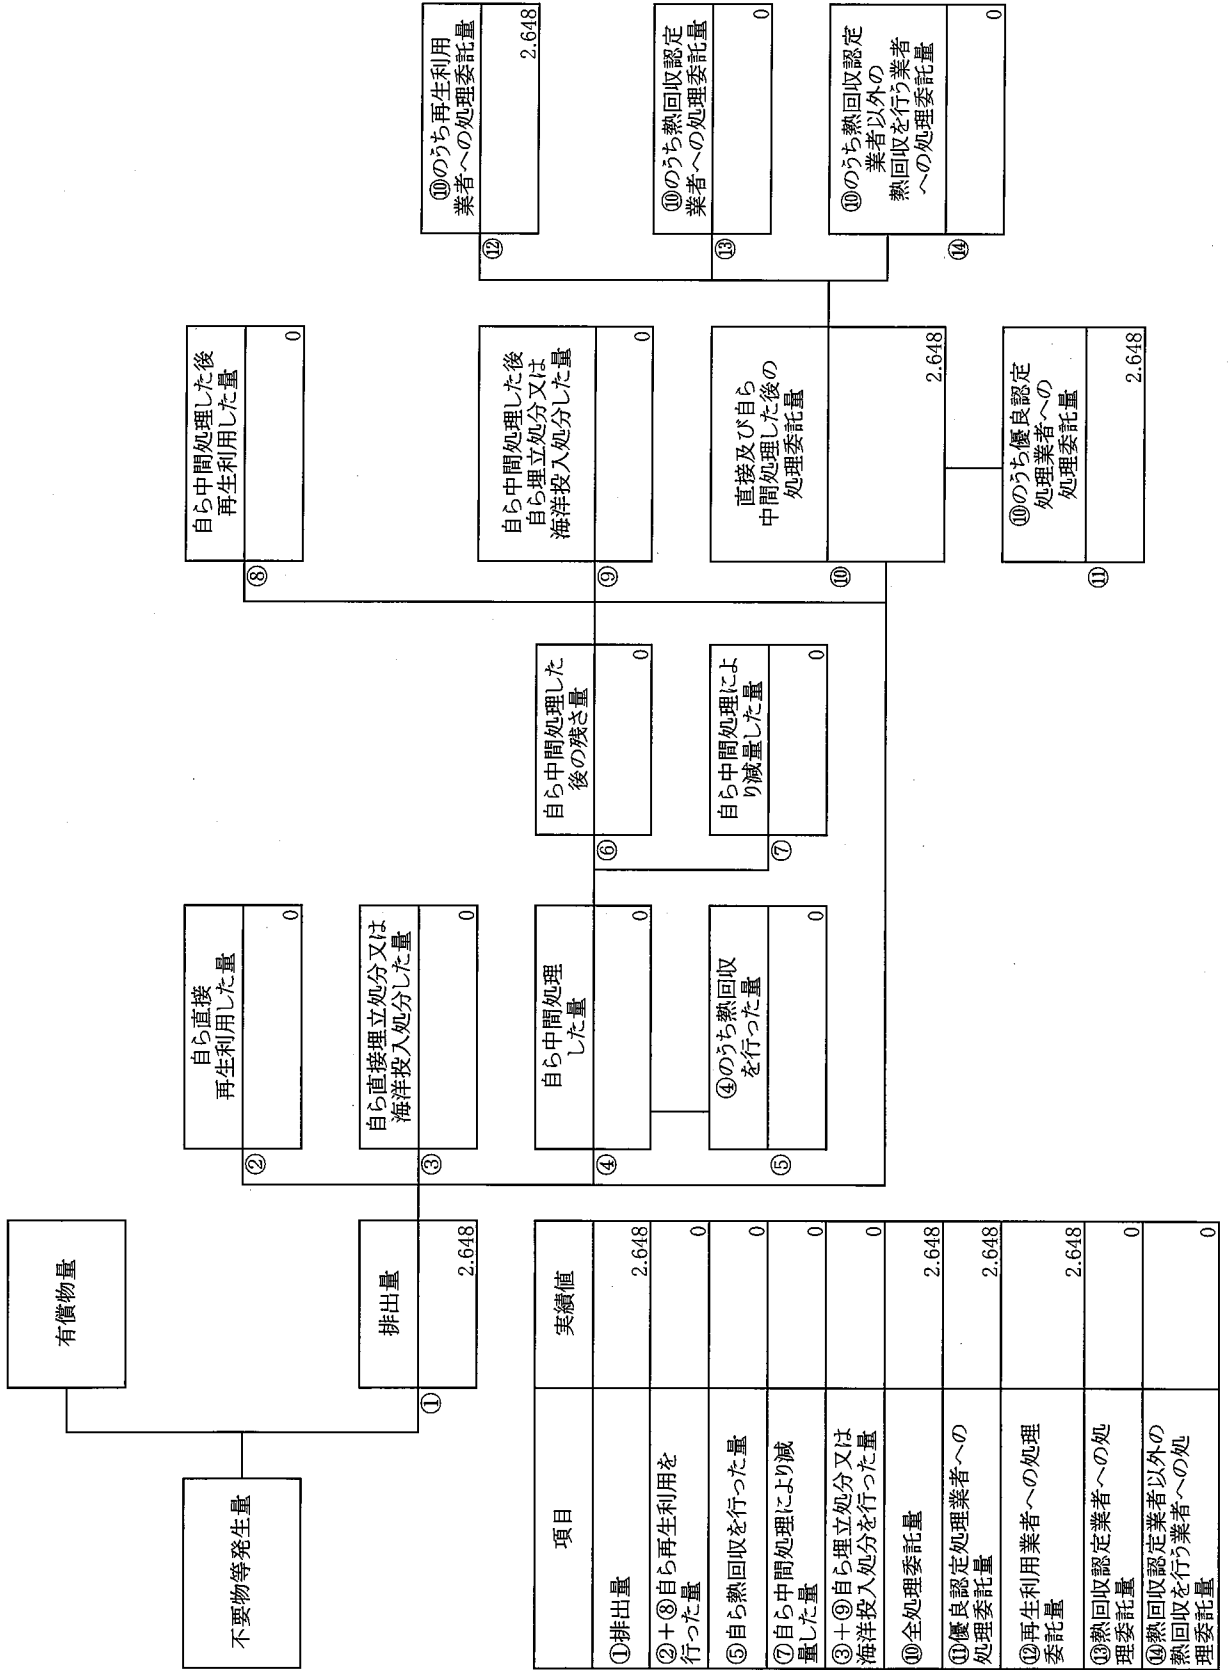 不要物等発生量
有償物量
①
排出量
2.648
②
自ら直接
再生利用した量
0
③
自ら直接埋立処分又は
海洋投入処分した量
0
④
自ら中間処理
した量
0
⑤
④のうち熱回収
を行った量
0
⑥
自ら中間処理した
後の残さ量
0
⑦
自ら中間処理によ
り減量した量
0
⑧
自ら中間処理した後
再生利用した量
0
⑨
自ら中間処理した後
自ら埋立処分又は
海洋投入処分した量
0
⑩
直接及び自ら
中間処理した後の
処理委託量
2.648
⑪
⑩のうち優良認定
処理業者への
処理委託量
2.648
⑫
⑩のうち再生利用
業者への処理委託量
2.648
⑬
⑩のうち熱回収認定
業者への処理委託量
0
⑭
⑩のうち熱回収認定
業者以外の
熱回収を行う業者
への処理委託量
0
項目 実績値
①排出量 2.648
②+⑧自ら再生利用を
行った量 0
⑤自ら熱回収を行った量 0
⑦自ら中間処理により減
量した量 0
③+⑨自ら埋立処分又は
海洋投入処分を行った量 0
⑩全処理委託量 2.648
⑪優良認定処理業者への
処理委託量 2.648
⑫再生利用業者への処理
委託量 2.648
⑬熱回収認定業者への処
理委託量 0
⑭熱回収認定業者以外の
熱回収を行う業者への処
理委託量 0